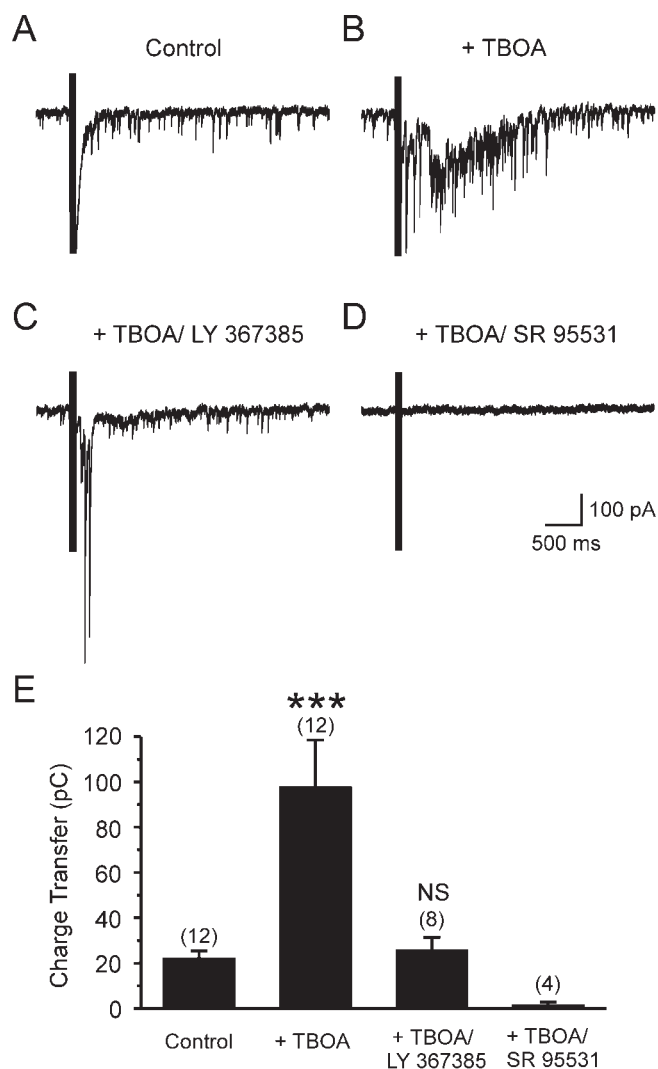 A
Control
B
+ TBOA
C
+ TBOA/ LY 367385
D
+ TBOA/ SR 95531
100 pA
500 ms
E
Charge Transfer (pC)
120
100
80
60
40
20
0
(12)
***
(12)
NS
(8)
(4)
Control
+ TBOA
+ TBOA/
LY 367385
+ TBOA/
SR 95531